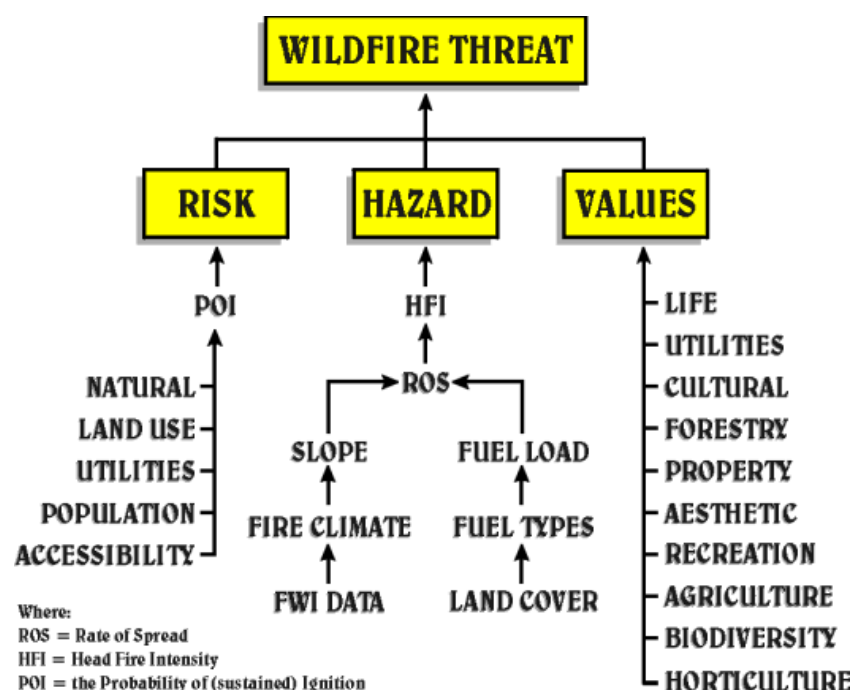 WILDFIRE THREAT
RISK
HAZARD
VALUES
POI
HFI
LIFE
UTILITIES
NATURAL
ROS
CULTURAL
LAND USE
FORESTRY
SLOPE
FUEL LOAD
UTILITIES
PROPERTY
POPULATION
AESTHETIC
FIRE CLIMATE
FUEL TYPES
ACCESSIBILITY
RECREATION
FWI DATA
LAND COVER
AGRICULTURE
BIODIVERSITY
HORTICULTURE
Where:
ROS = Rate of Spread
HFI = Head Fire Intensity
POI = the Probability of (sustained) Ignition